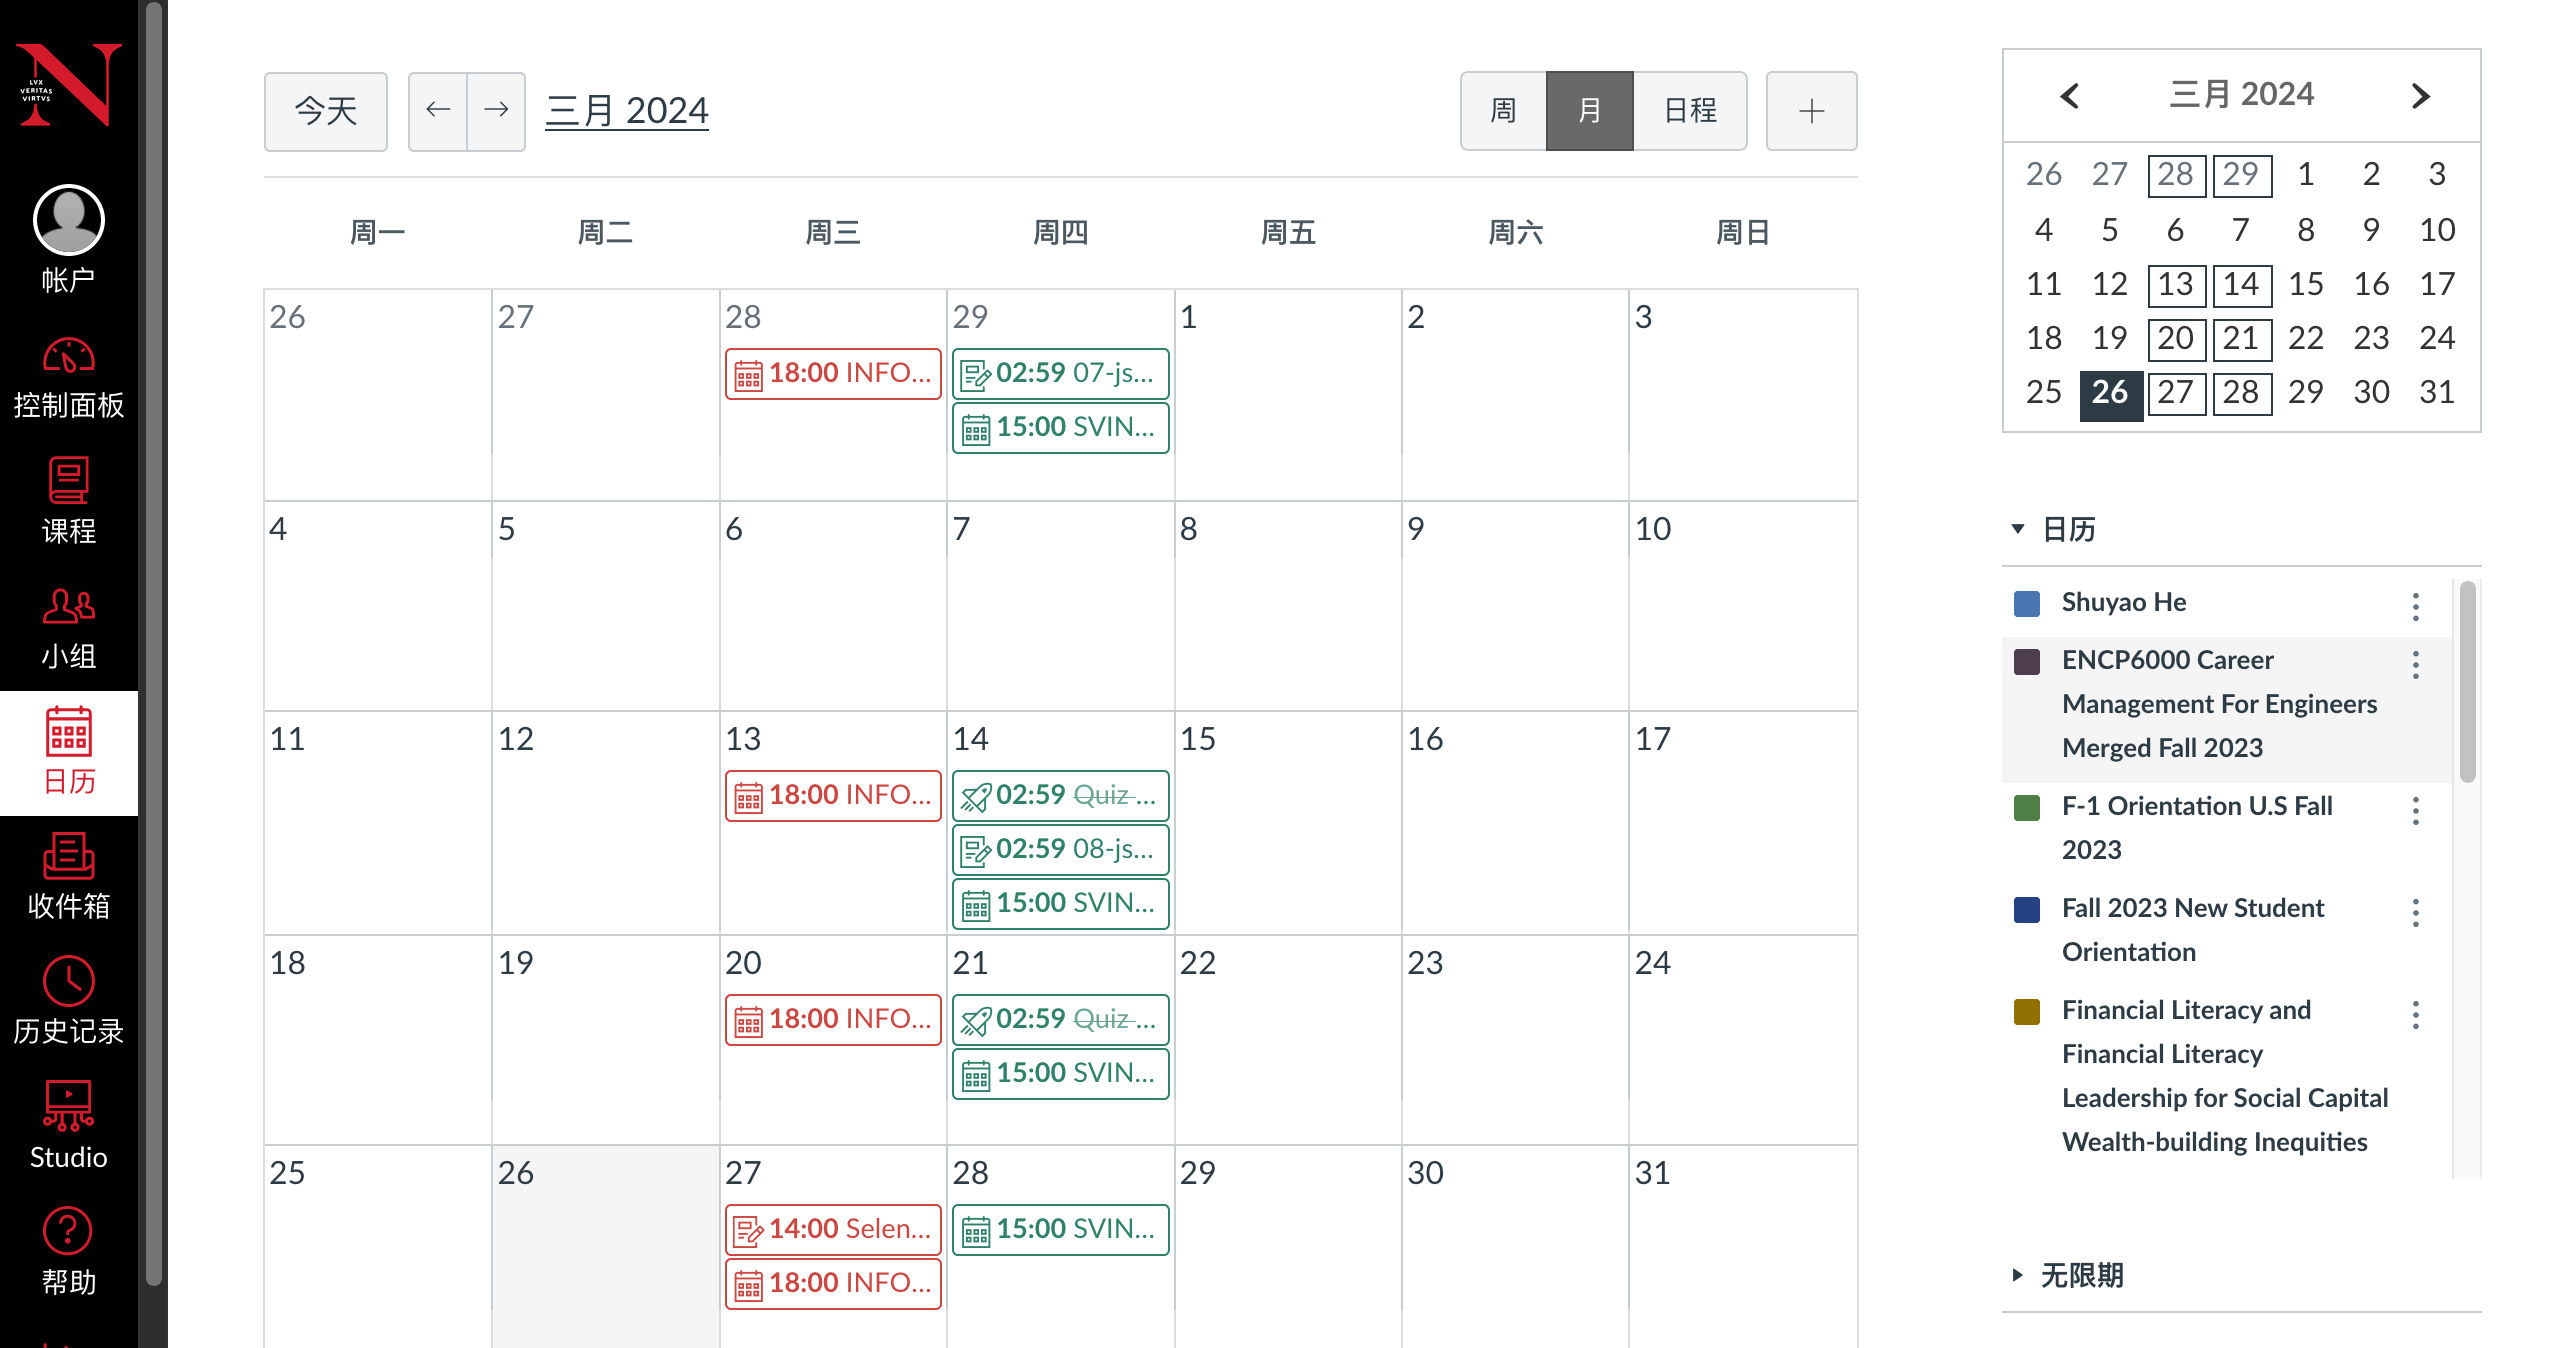 LVX
VERITAS
VIRTVS
帐户
控制面板
课程
小组
日历
收件箱
历史记录
Studio
帮助
今天
三月 2024
周
月
日程
周一 周二 周三 周四 周五 周六 周日
26 27 28 29 1 2 3
18:00 INFO...
02:59 07-js...
15:00 SVIN...
4 5 6 7 8 9 10
11 12 13 14 15 16 17
18:00 INFO...
02:59 Quiz ...
02:59 08-js...
15:00 SVIN...
18 19 20 21 22 23 24
18:00 INFO...
02:59 Quiz ...
15:00 SVIN...
25 26 27 28 29 30 31
14:00 Selen...
18:00 INFO...
15:00 SVIN...
三月 2024
26 27 28 29 1 2 3
4 5 6 7 8 9 10
11 12 13 14 15 16 17
18 19 20 21 22 23 24
25 26 27 28 29 30 31
日历
Shuyao He
ENCP6000 Career
Management For Engineers
Merged Fall 2023
F-1 Orientation U.S Fall
2023
Fall 2023 New Student
Orientation
Financial Literacy and
Financial Literacy
Leadership for Social Capital
Wealth-building Inequities
无限期